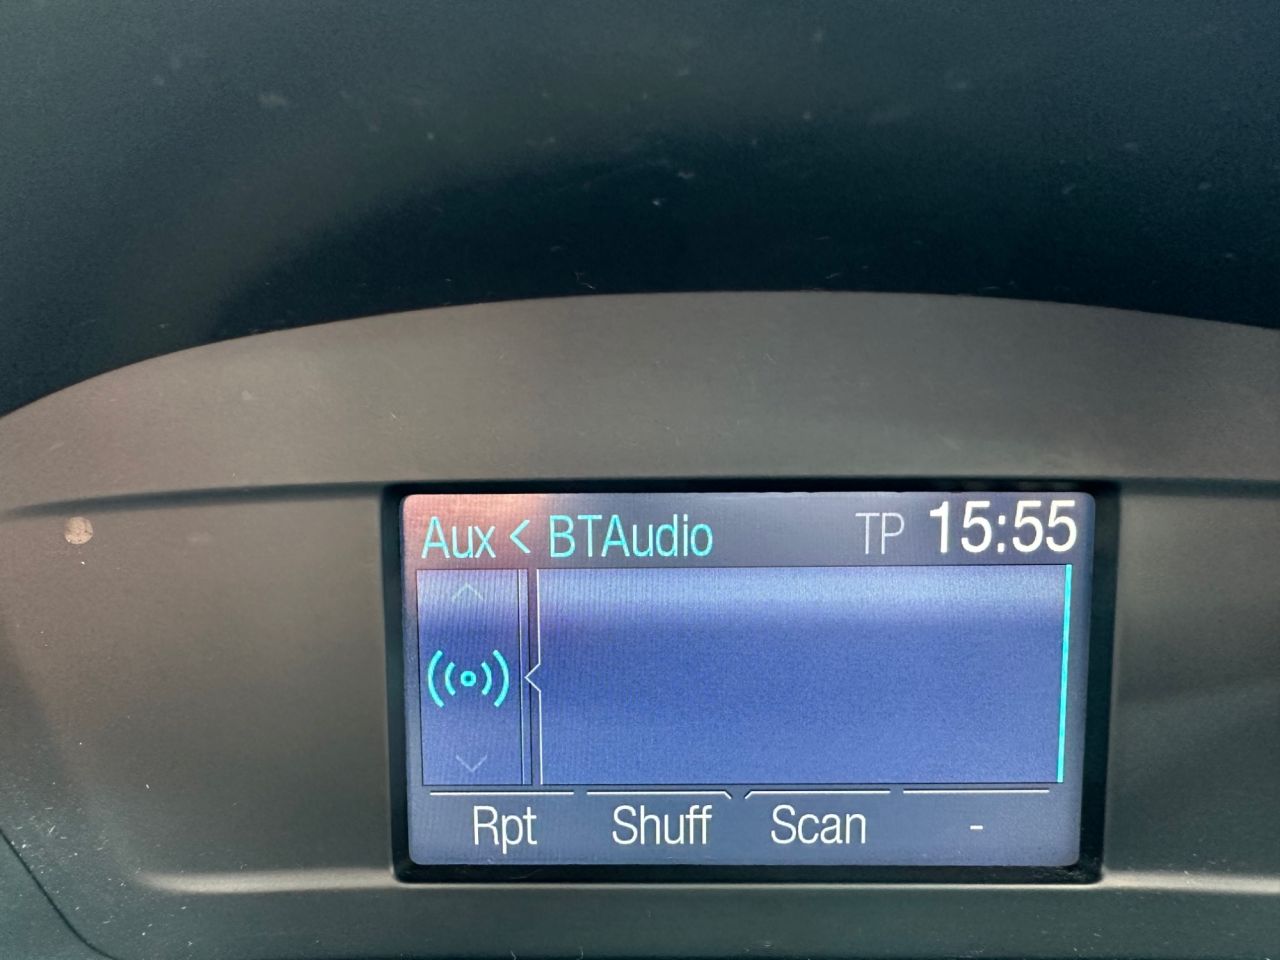 Aux < BTAudio TP 15:55
Rpt Shuff Scan -